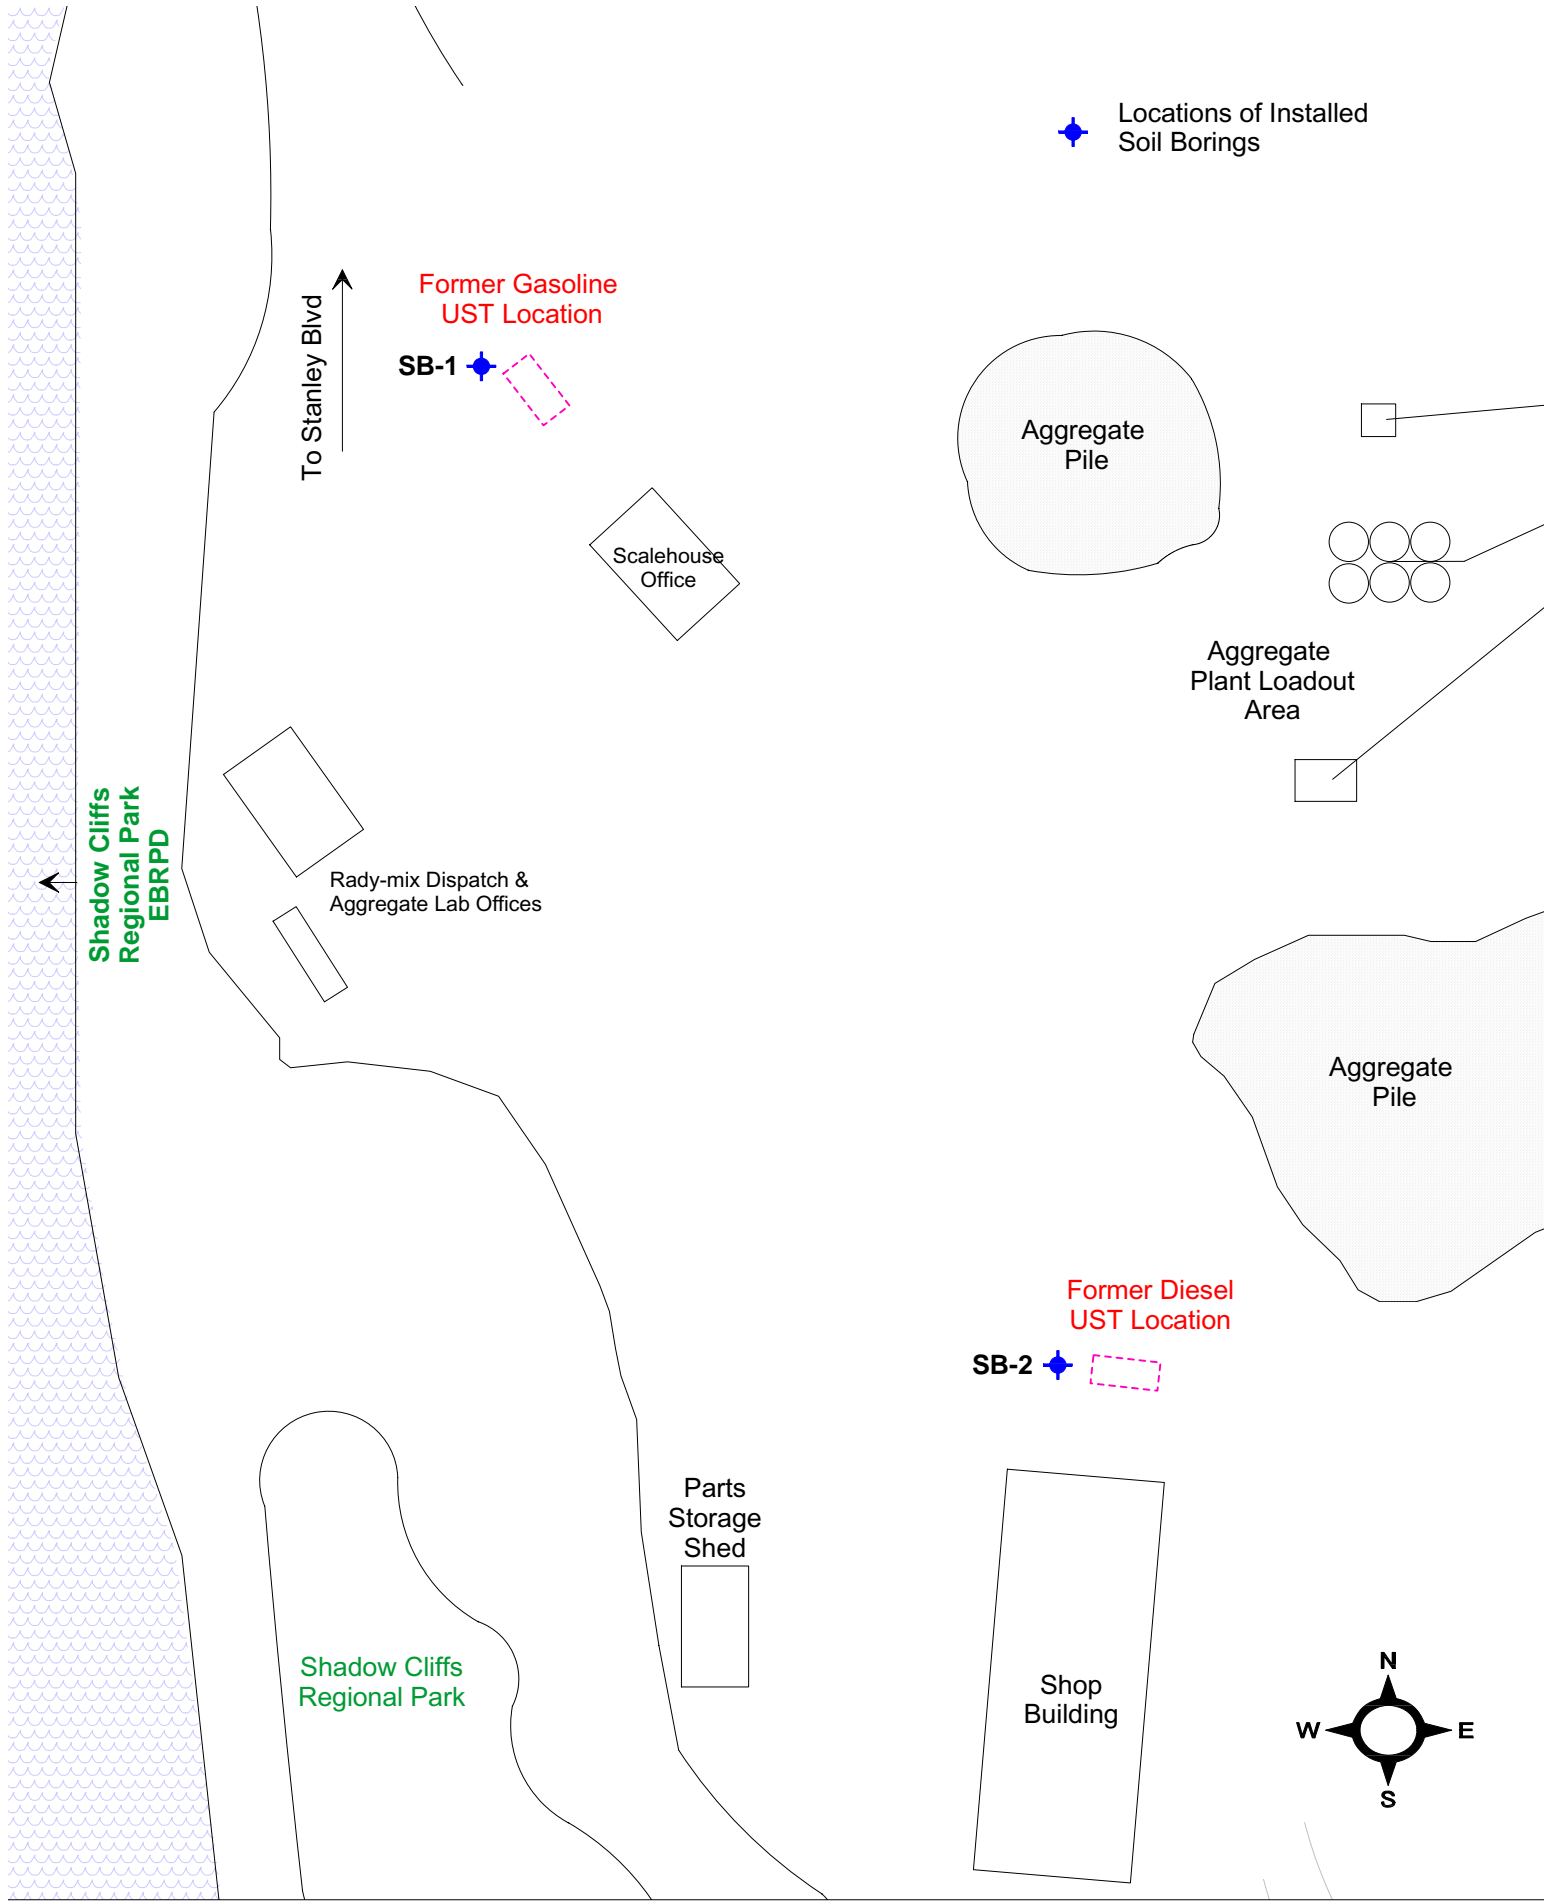 Locations of Installed
Soil Borings
Former Gasoline
UST Location
To Stanley Blvd
SB-1
Aggregate
Pile
Scalehouse
Office
Aggregate
Plant Loadout
Area
Shadow Cliffs
Regional Park
EBRPD
Rady-mix Dispatch &
Aggregate Lab Offices
Aggregate
Pile
Former Diesel
UST Location
SB-2
Parts
Storage
Shed
Shadow Cliffs
Regional Park
Shop
Building
N
W
E
S